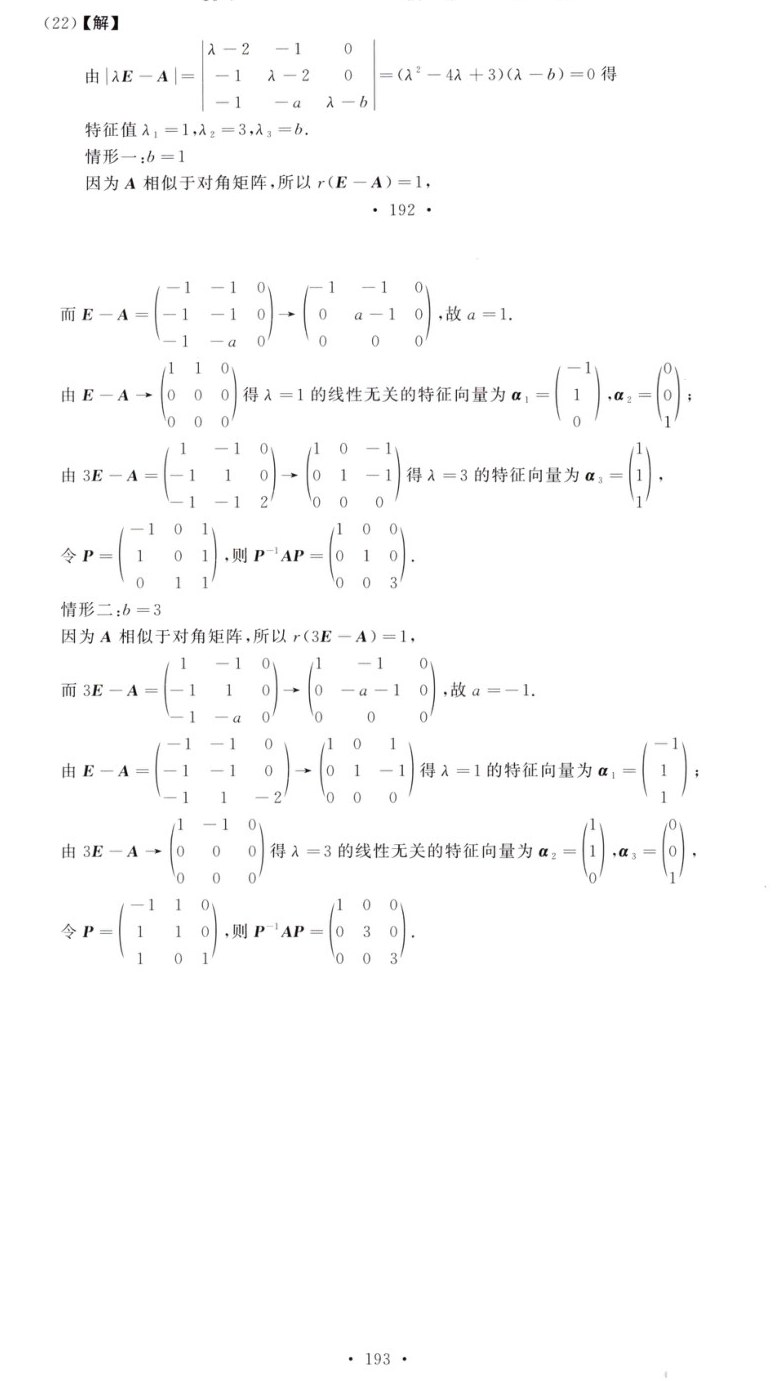 (22)【解】
由|λE－A|＝|λ－2 －1 0; －1 λ－2 0; －1 －a λ－b|＝(λ²－4λ＋3)(λ－b)＝0 得
特征值 λ₁＝1,λ₂＝3,λ₃＝b.
情形一:b＝1
因为 A 相似于对角矩阵,所以 r(E－A)＝1,
• 192 •
而 E－A＝(－1 －1 0; －1 －1 0; －1 －a 0)→(－1 －1 0; 0 a－1 0; 0 0 0),故 a＝1.
由 E－A→(1 1 0; 0 0 0; 0 0 0)得 λ＝1 的线性无关的特征向量为 α₁＝(－1; 1; 0),α₂＝(0; 0; 1);
由 3E－A＝(1 －1 0; －1 1 0; －1 －1 2)→(1 0 －1; 0 1 －1; 0 0 0)得 λ＝3 的特征向量为 α₃＝(1; 1; 1),
令 P＝(－1 0 1; 1 0 1; 0 1 1),则 P⁻¹AP＝(1 0 0; 0 1 0; 0 0 3).
情形二:b＝3
因为 A 相似于对角矩阵,所以 r(3E－A)＝1,
而 3E－A＝(1 －1 0; －1 1 0; －1 －a 0)→(1 －1 0; 0 －a－1 0; 0 0 0),故 a＝－1.
由 E－A＝(－1 －1 0; －1 －1 0; －1 1 －2)→(1 0 1; 0 1 －1; 0 0 0)得 λ＝1 的特征向量为 α₁＝(－1; 1; 1);
由 3E－A→(1 －1 0; 0 0 0; 0 0 0)得 λ＝3 的线性无关的特征向量为 α₂＝(1; 1; 0),α₃＝(0; 0; 1),
令 P＝(－1 1 0; 1 1 0; 1 0 1),则 P⁻¹AP＝(1 0 0; 0 3 0; 0 0 3).
• 193 •